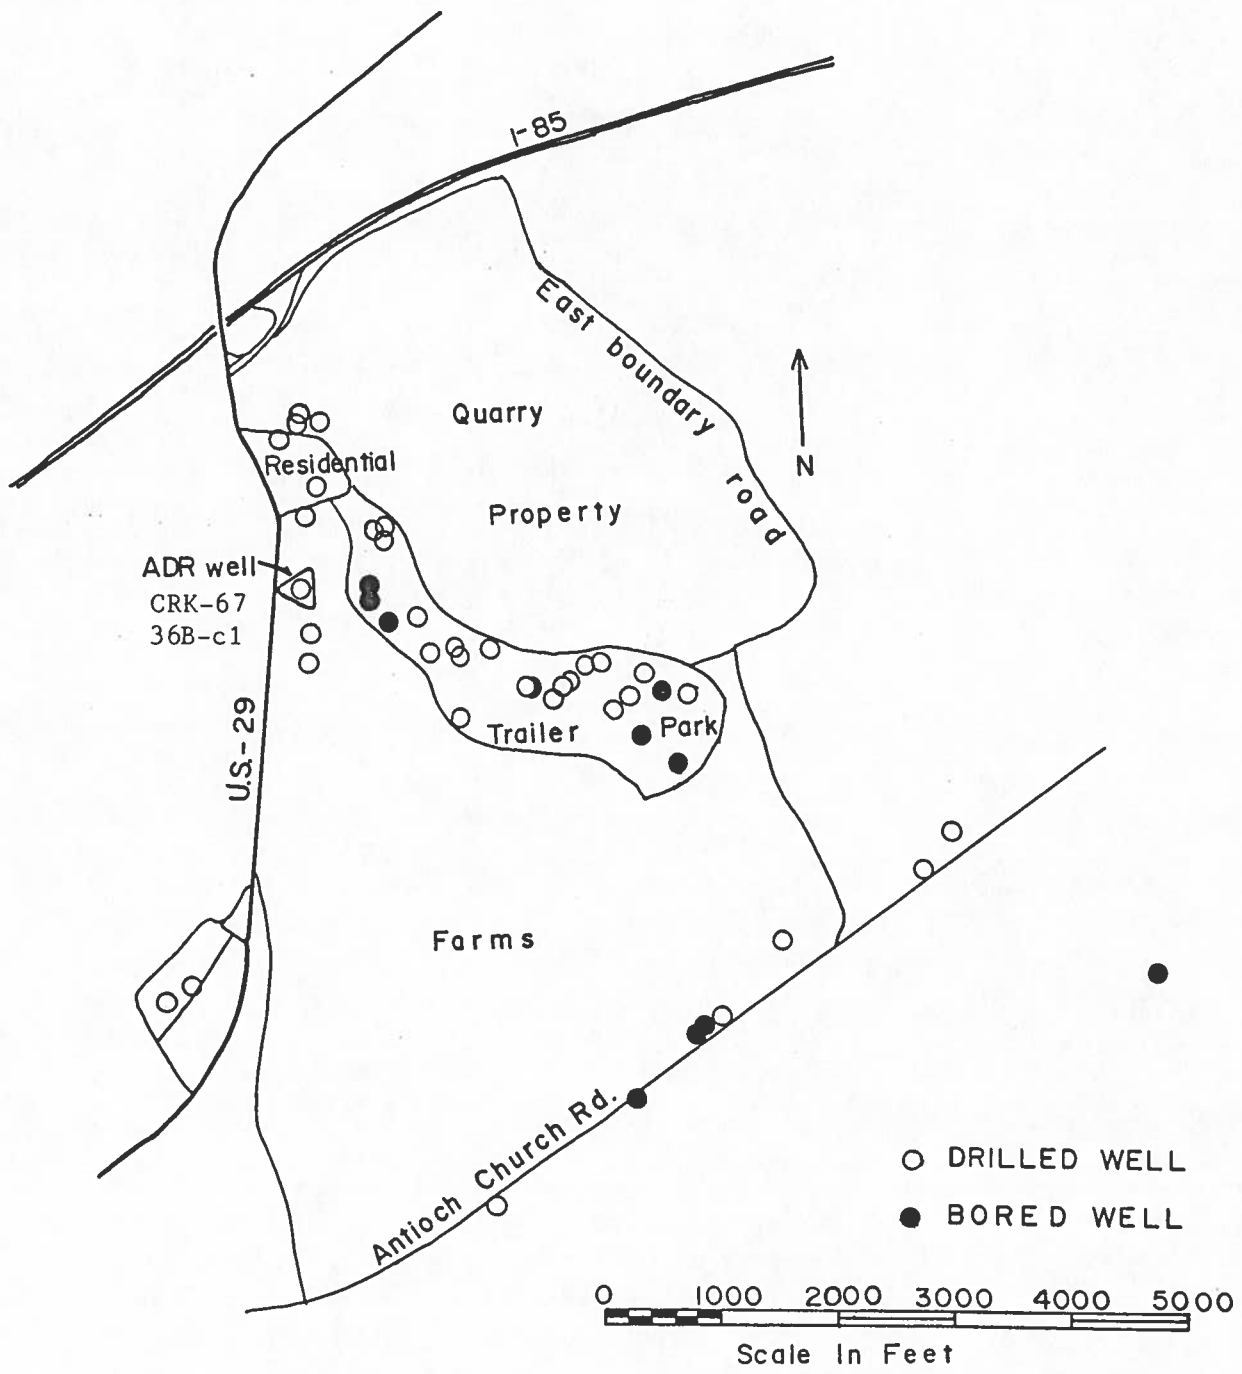 I-85
East boundary road
Quarry
N
Residential
Property
ADR well
CRK-67
36B-c1
U.S.-29
Trailer Park
Farms
Antioch Church Rd.
DRILLED WELL
BORED WELL
0 1000 2000 3000 4000 5000
Scale In Feet